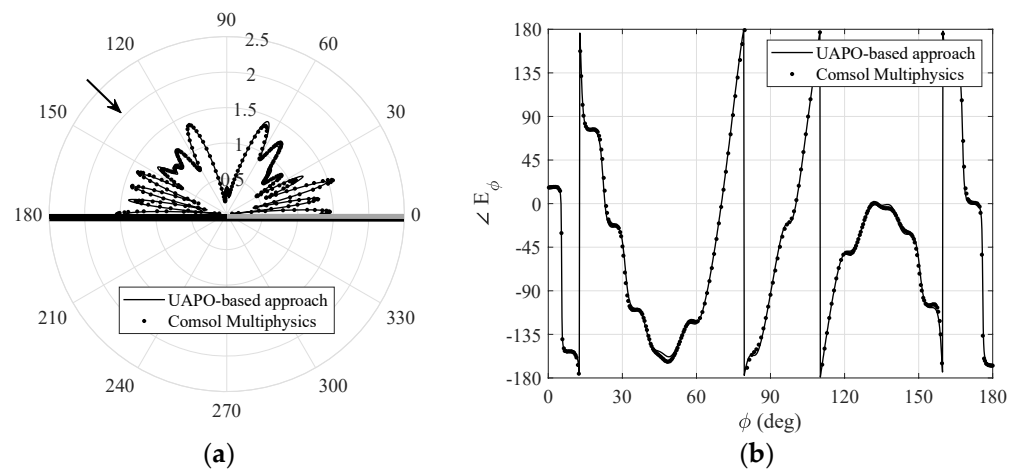 90
120
60
150
30
180
0
210
330
240
300
270
2.5
2
1.5
1
0.5
UAPO-based approach
Comsol Multiphysics
(a)
180
135
90
45
0
-45
-90
-135
-180
∠ E_ϕ
0 30 60 90 120 150 180
ϕ (deg)
UAPO-based approach
Comsol Multiphysics
(b)